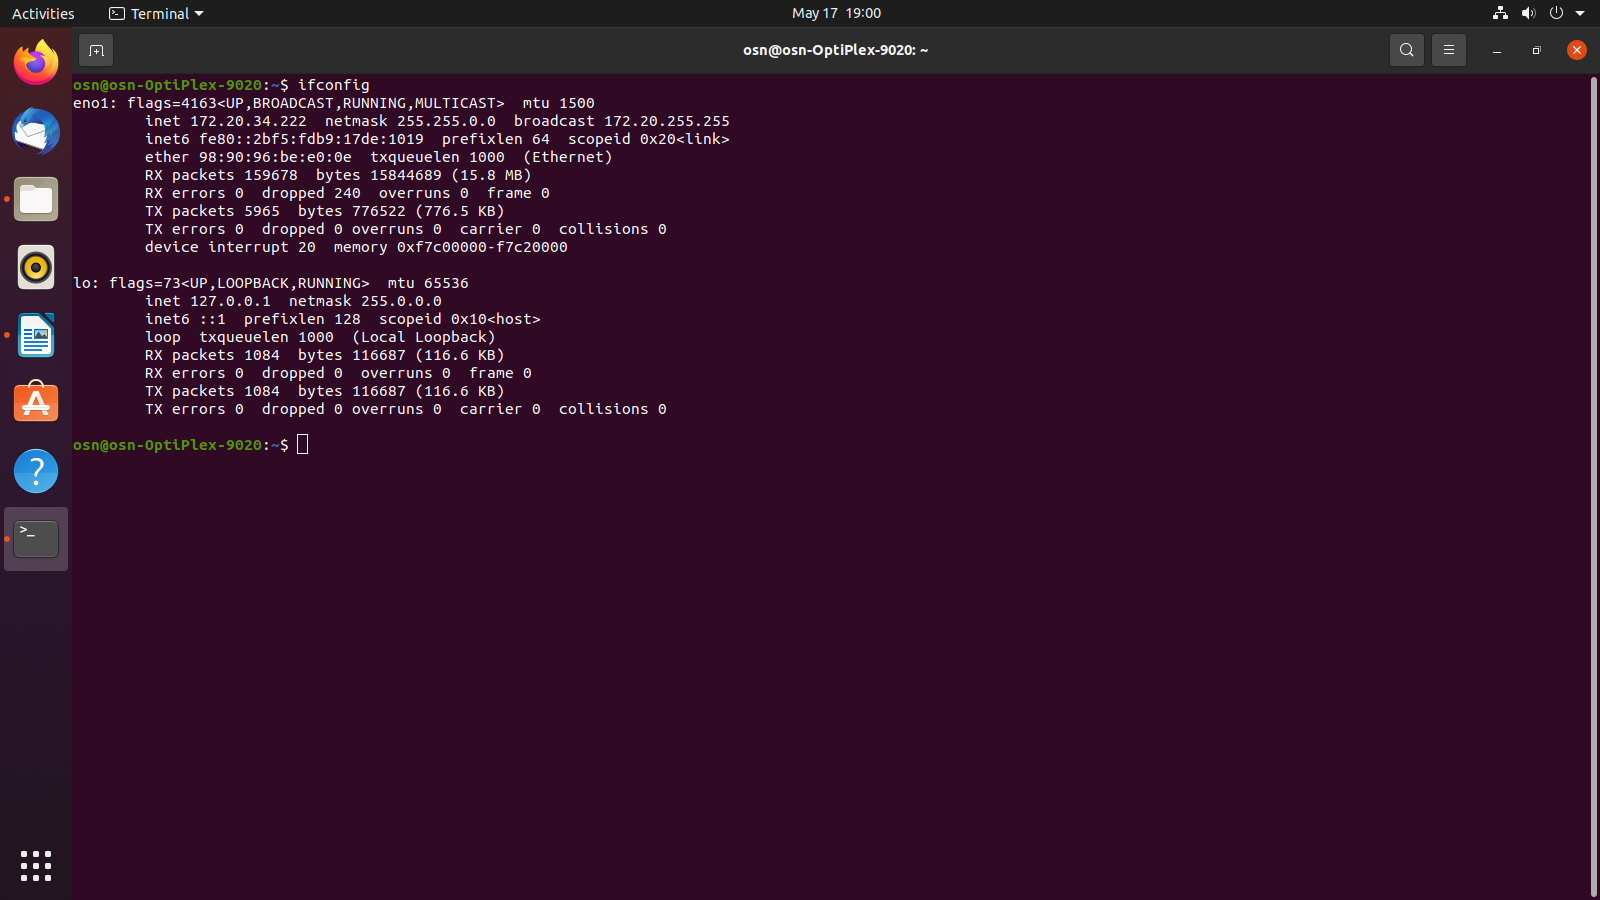 Activities
Terminal
May 17 19:00
osn@osn-OptiPlex-9020: ~
osn@osn-OptiPlex-9020:~$ ifconfig
eno1: flags=4163<UP,BROADCAST,RUNNING,MULTICAST>  mtu 1500
        inet 172.20.34.222  netmask 255.255.0.0  broadcast 172.20.255.255
        inet6 fe80::2bf5:fdb9:17de:1019  prefixlen 64  scopeid 0x20<link>
        ether 98:90:96:be:e0:0e  txqueuelen 1000  (Ethernet)
        RX packets 159678  bytes 15844689 (15.8 MB)
        RX errors 0  dropped 240  overruns 0  frame 0
        TX packets 5965  bytes 776522 (776.5 KB)
        TX errors 0  dropped 0 overruns 0  carrier 0  collisions 0
        device interrupt 20  memory 0xf7c00000-f7c20000
lo: flags=73<UP,LOOPBACK,RUNNING>  mtu 65536
        inet 127.0.0.1  netmask 255.0.0.0
        inet6 ::1  prefixlen 128  scopeid 0x10<host>
        loop  txqueuelen 1000  (Local Loopback)
        RX packets 1084  bytes 116687 (116.6 KB)
        RX errors 0  dropped 0  overruns 0  frame 0
        TX packets 1084  bytes 116687 (116.6 KB)
        TX errors 0  dropped 0 overruns 0  carrier 0  collisions 0
osn@osn-OptiPlex-9020:~$